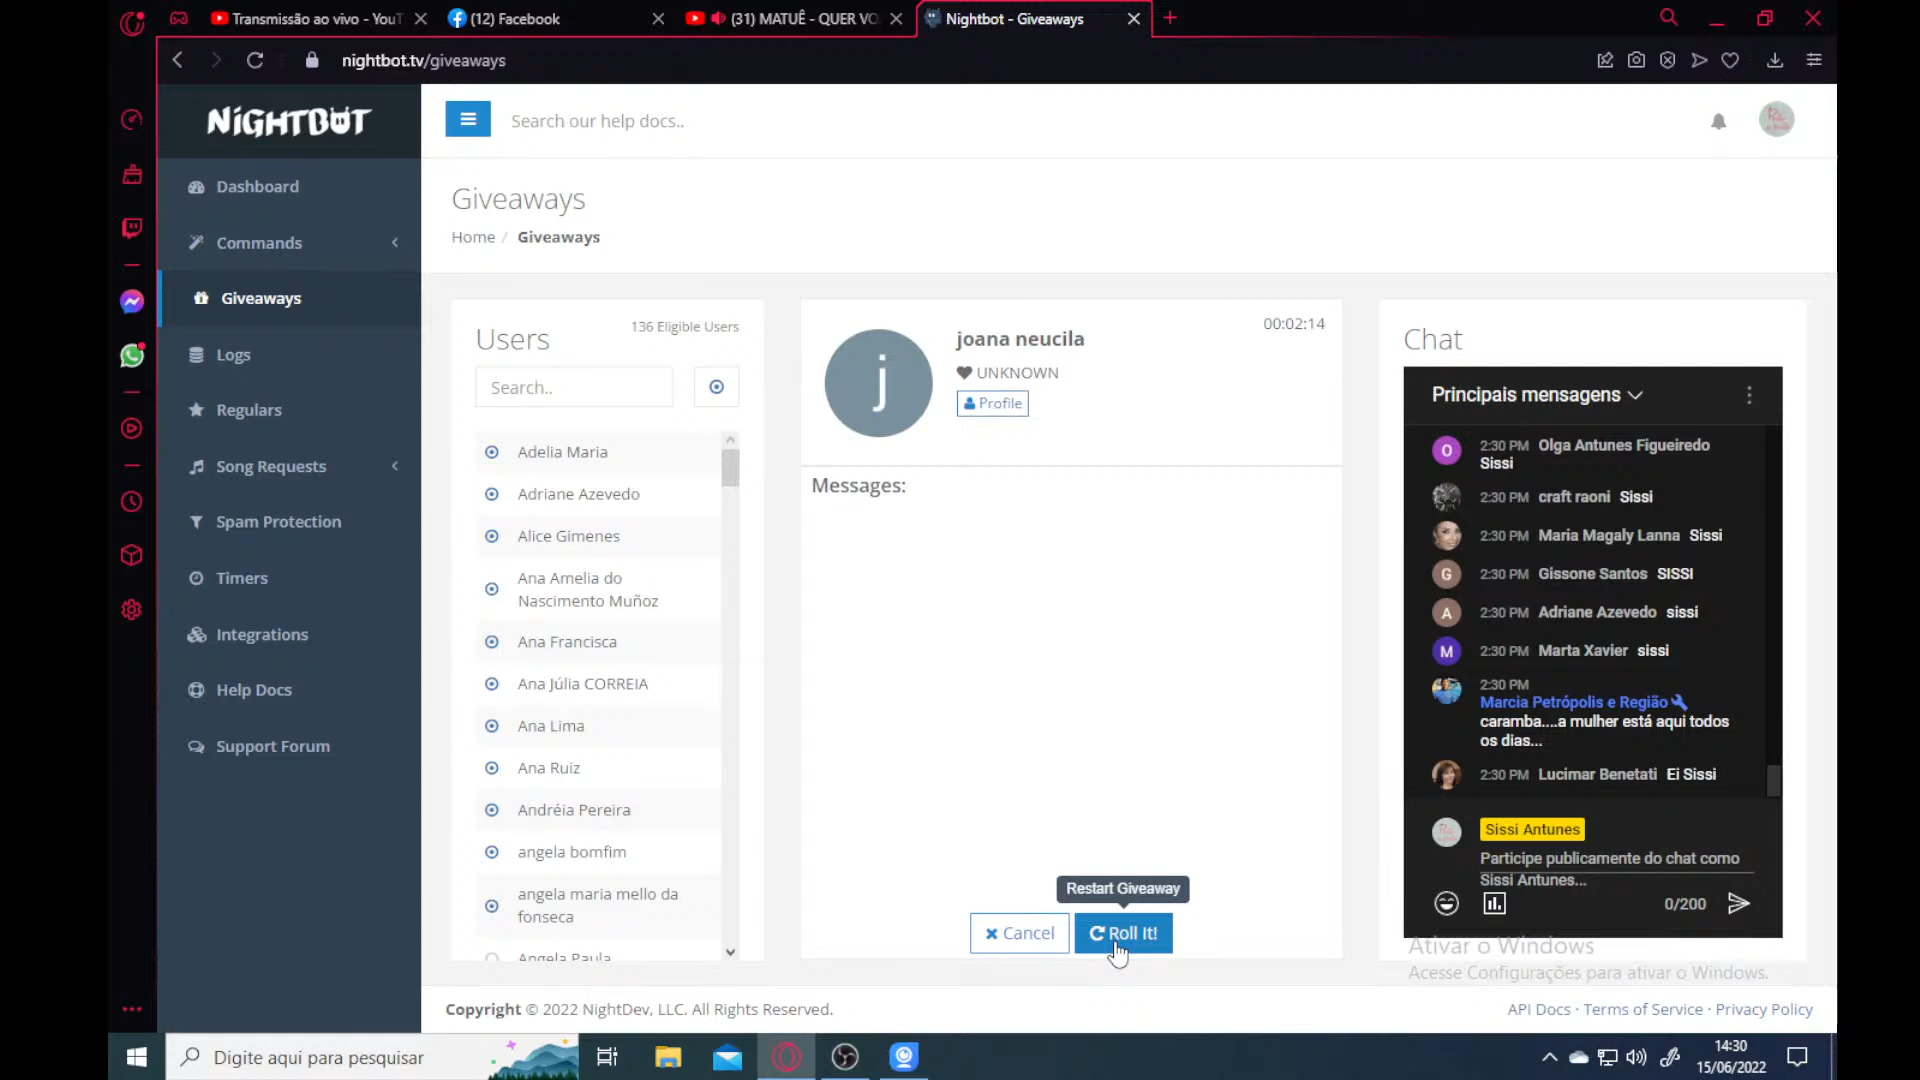 Transmissão ao vivo - YouT
(12) Facebook
(31) MATUÊ - QUER VO
Nightbot - Giveaways
nightbot.tv/giveaways
NiGHTBOT
Search our help docs..
Dashboard
Commands
Giveaways
Logs
Regulars
Song Requests
Spam Protection
Timers
Integrations
Help Docs
Support Forum
Giveaways
Home / Giveaways
Users
136 Eligible Users
Search..
Adelia Maria
Adriane Azevedo
Alice Gimenes
Ana Amelia do
Nascimento Muñoz
Ana Francisca
Ana Júlia CORREIA
Ana Lima
Ana Ruiz
Andréia Pereira
angela bomfim
angela maria mello da
fonseca
Angela Paula
j
joana neucila
00:02:14
UNKNOWN
Profile
Messages:
Restart Giveaway
Cancel
Roll It!
Chat
Principais mensagens
O
2:30 PM Olga Antunes Figueiredo
Sissi
2:30 PM craft raoni Sissi
2:30 PM Maria Magaly Lanna Sissi
G
2:30 PM Gissone Santos SISSI
A
2:30 PM Adriane Azevedo sissi
M
2:30 PM Marta Xavier sissi
2:30 PM
Marcia Petrópolis e Região
caramba....a mulher está aqui todos
os dias...
2:30 PM Lucimar Benetati Ei Sissi
Sissi Antunes
Participe publicamente do chat como
Sissi Antunes...
0/200
Ativar o Windows
Acesse Configurações para ativar o Windows.
Copyright © 2022 NightDev, LLC. All Rights Reserved.
API Docs · Terms of Service · Privacy Policy
Digite aqui para pesquisar
14:30
15/06/2022